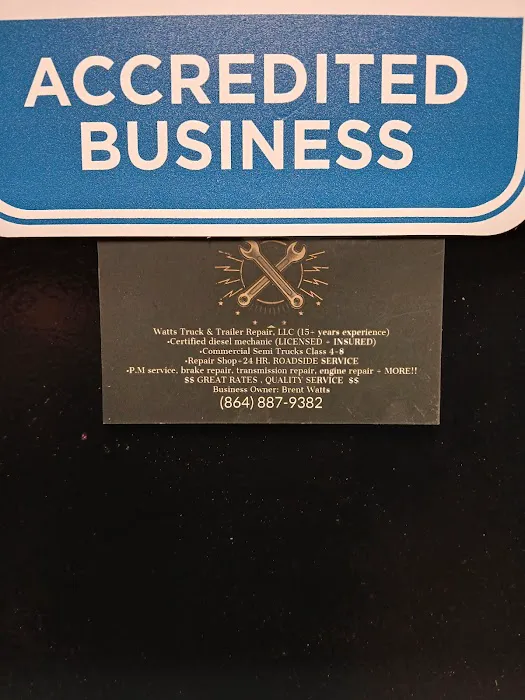 ACCREDITED
BUSINESS
Watts Truck & Trailer Repair, LLC (15+ years experience)
•Certified diesel mechanic (LICENSED + INSURED)
•Commercial Semi Trucks Class 4-8
•Repair Shop+24 HR. ROADSIDE SERVICE
•P.M service, brake repair, transmission repair, engine repair + MORE!!
$$ GREAT RATES , QUALITY SERVICE $$
Business Owner: Brent Watts
(864) 887-9382